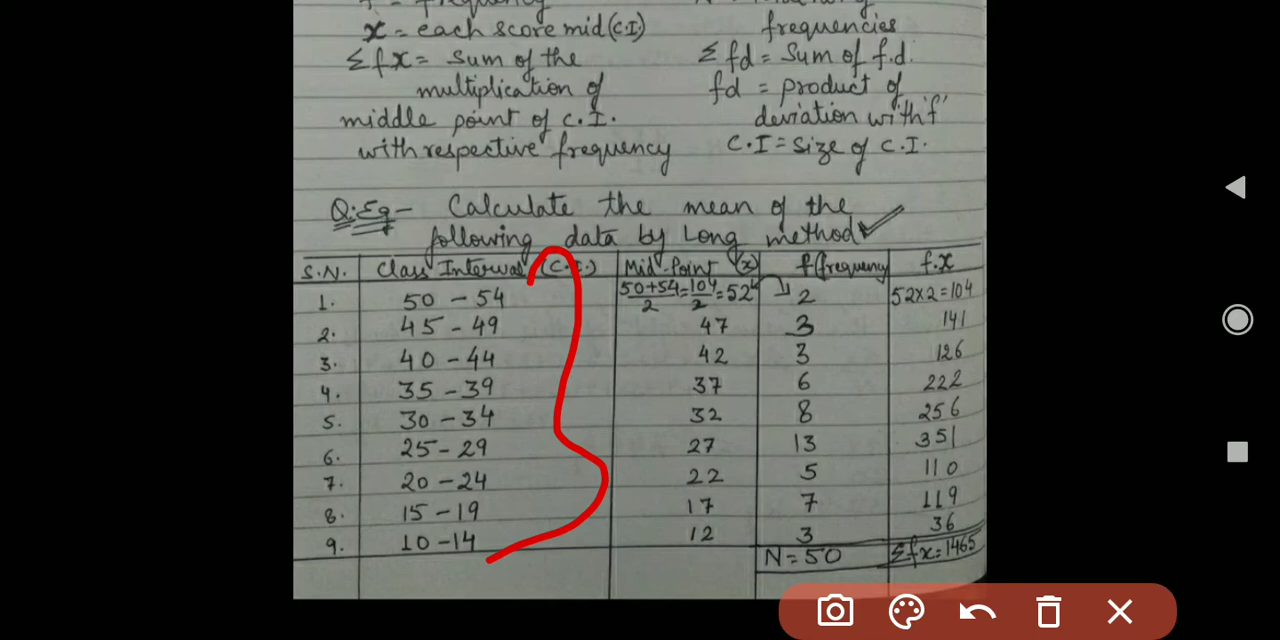 x = each score mid (C.I)
frequencies
Σfx = sum of the multiplication of middle point of C.I. with respective frequency
Σfd = sum of f.d.
fd = product of deviation with 'f'
C.I = size of C.I.
Q:Eg- Calculate the mean of the
following data by Long method
S.N. Class Interval (C.I.) Mid-Point (x) f(frequency f.x
1. 50 - 54 50+54/2=104/2=52 2 52x2=104
2. 45 - 49 47 3 141
3. 40 - 44 42 3 126
4. 35 - 39 37 6 222
5. 30 - 34 32 8 256
6. 25 - 29 27 13 351
7. 20 - 24 22 5 110
8. 15 - 19 17 7 119
9. 10 - 14 12 3 36
N = 50 Σfx=1465